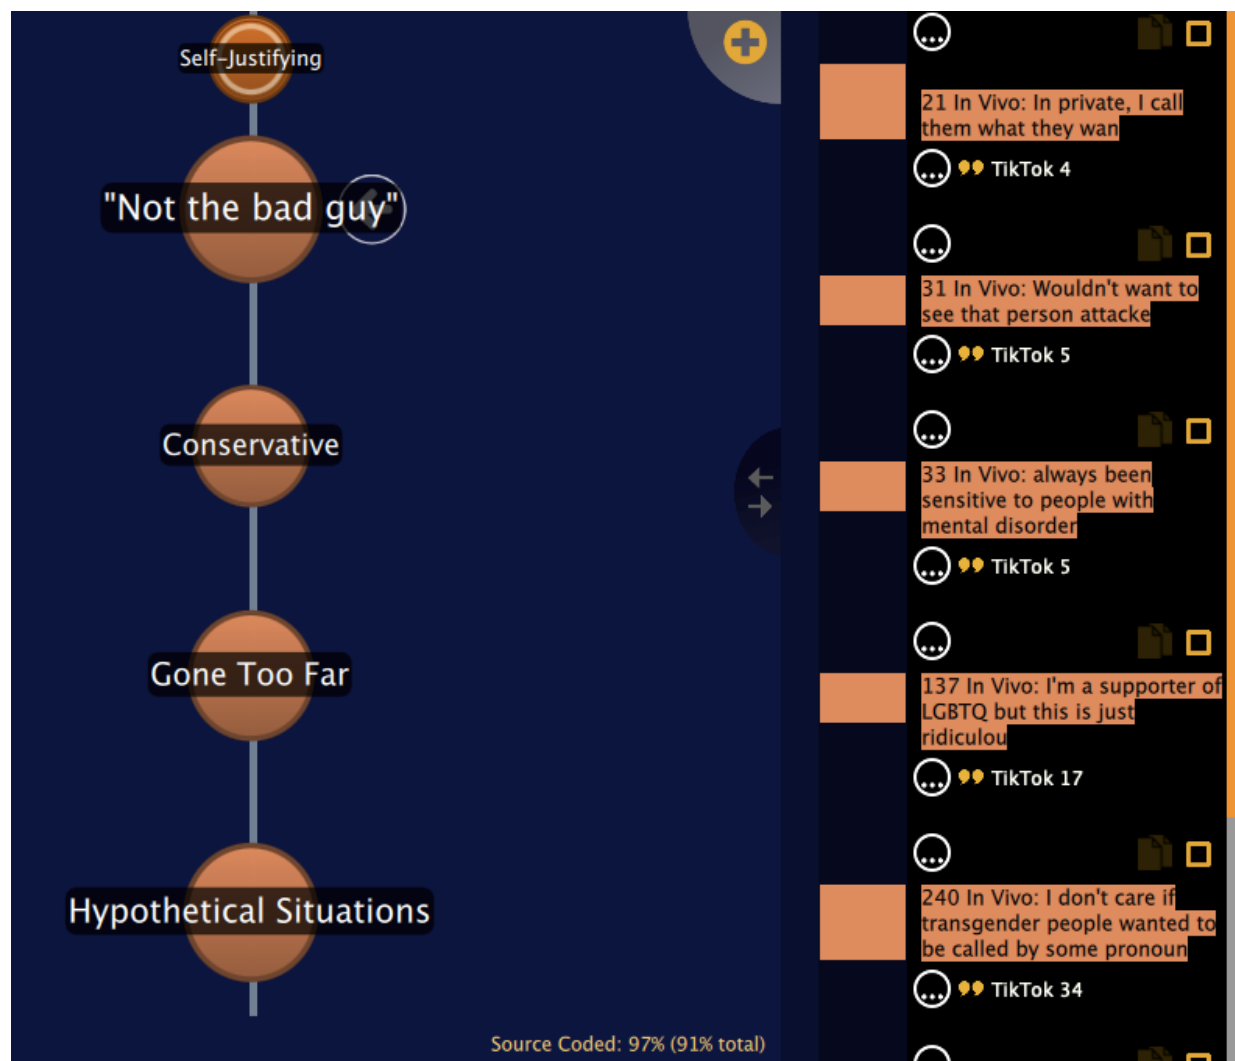 Self-Justifying
"Not the bad guy"
Conservative
Gone Too Far
Hypothetical Situations
Source Coded: 97% (91% total)
21 In Vivo: In private, I call
them what they wan
TikTok 4
31 In Vivo: Wouldn't want to
see that person attacke
TikTok 5
33 In Vivo: always been
sensitive to people with
mental disorder
TikTok 5
137 In Vivo: I'm a supporter of
LGBTQ but this is just
ridiculou
TikTok 17
240 In Vivo: I don't care if
transgender people wanted to
be called by some pronoun
TikTok 34